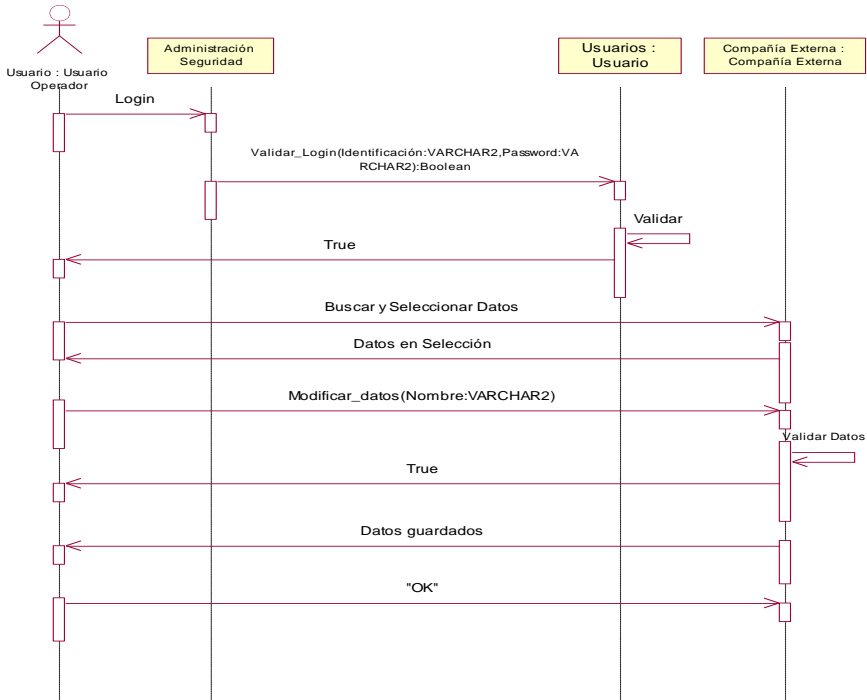 Usuario : Usuario
Operador
Administración
Seguridad
Usuarios :
Usuario
Compañía Externa :
Compañía Externa
Login
Validar_Login(Identificación:VARCHAR2,Password:VA
RCHAR2):Boolean
Validar
True
Buscar y Seleccionar Datos
Datos en Selección
Modificar_datos(Nombre:VARCHAR2)
Validar Datos
True
Datos guardados
"OK"